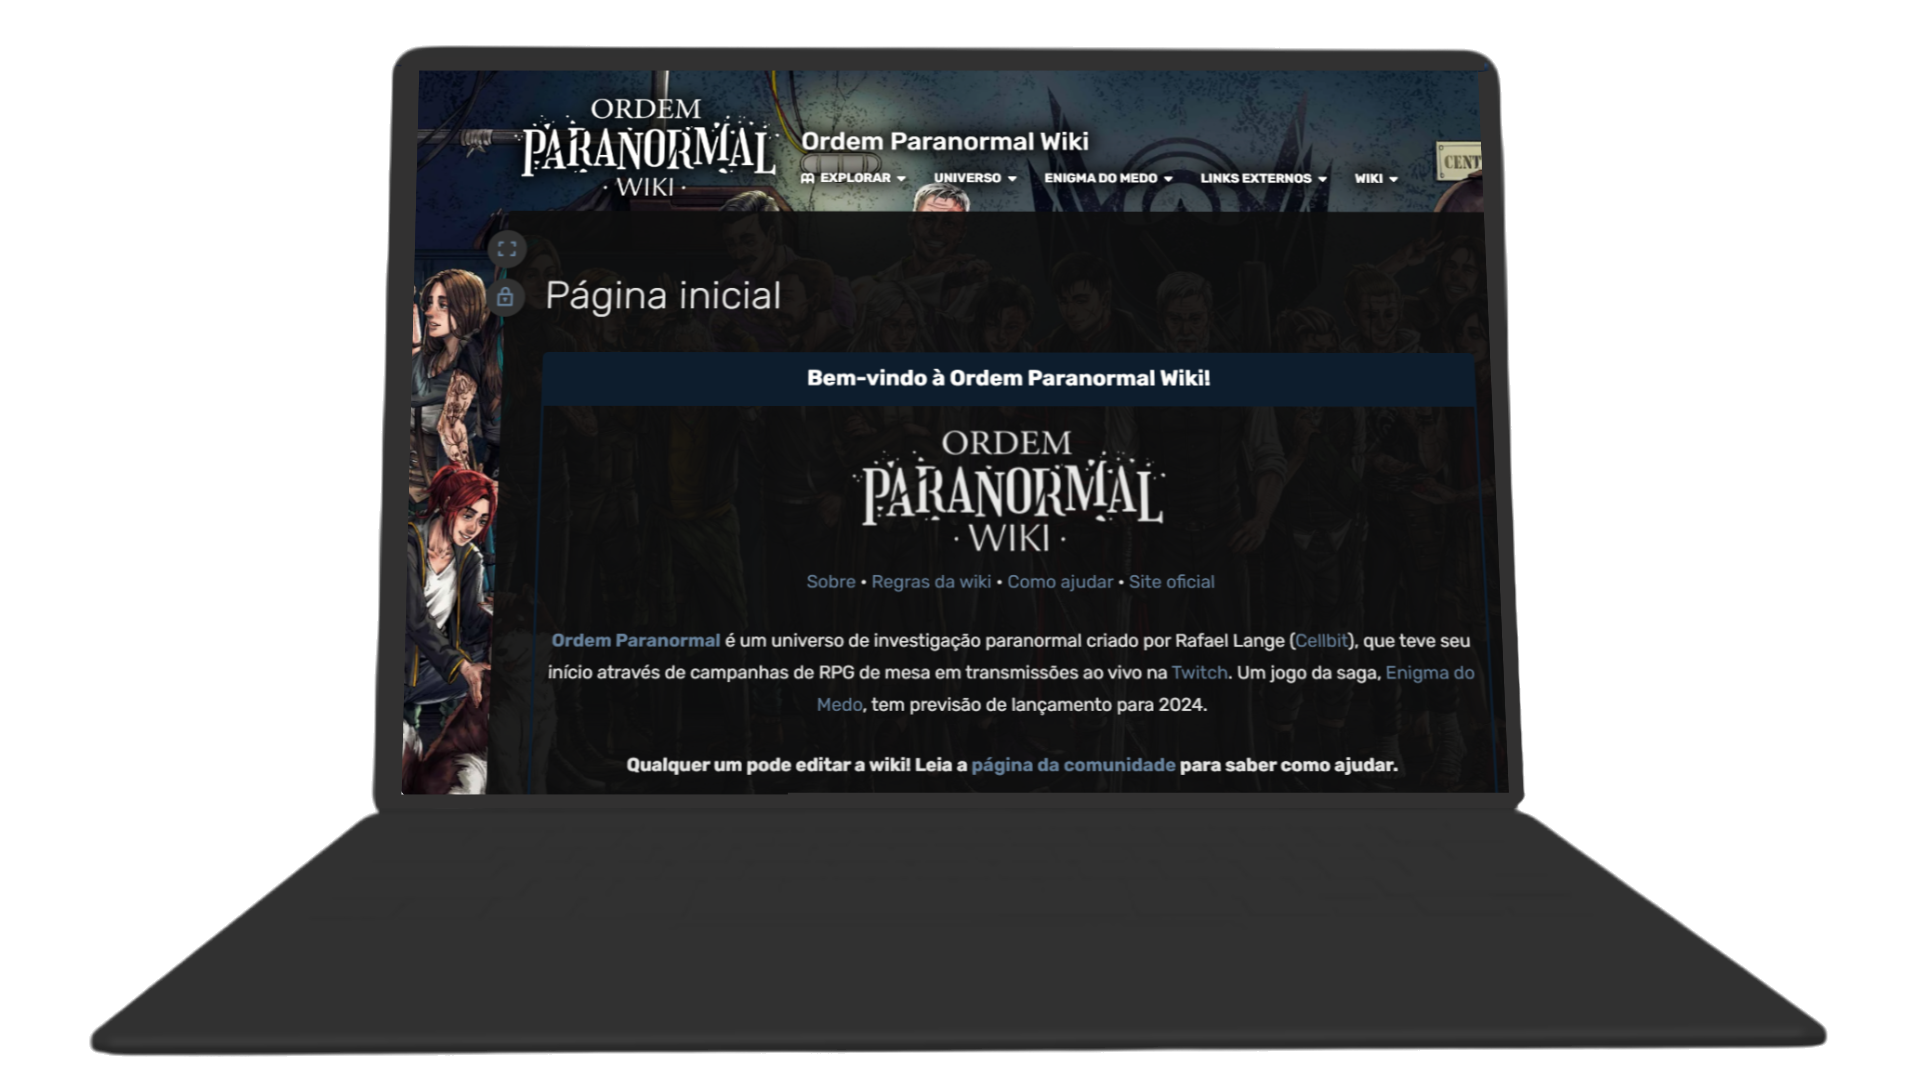 ORDEM
PARANORMAL
· WIKI ·
Ordem Paranormal Wiki
EXPLORAR
UNIVERSO
ENIGMA DO MEDO
LINKS EXTERNOS
WIKI
CENT
Página inicial
Bem-vindo à Ordem Paranormal Wiki!
ORDEM
PARANORMAL
· WIKI ·
Sobre • Regras da wiki • Como ajudar • Site oficial
Ordem Paranormal é um universo de investigação paranormal criado por Rafael Lange (Cellbit), que teve seu
início através de campanhas de RPG de mesa em transmissões ao vivo na Twitch. Um jogo da saga, Enigma do
Medo, tem previsão de lançamento para 2024.
Qualquer um pode editar a wiki! Leia a página da comunidade para saber como ajudar.